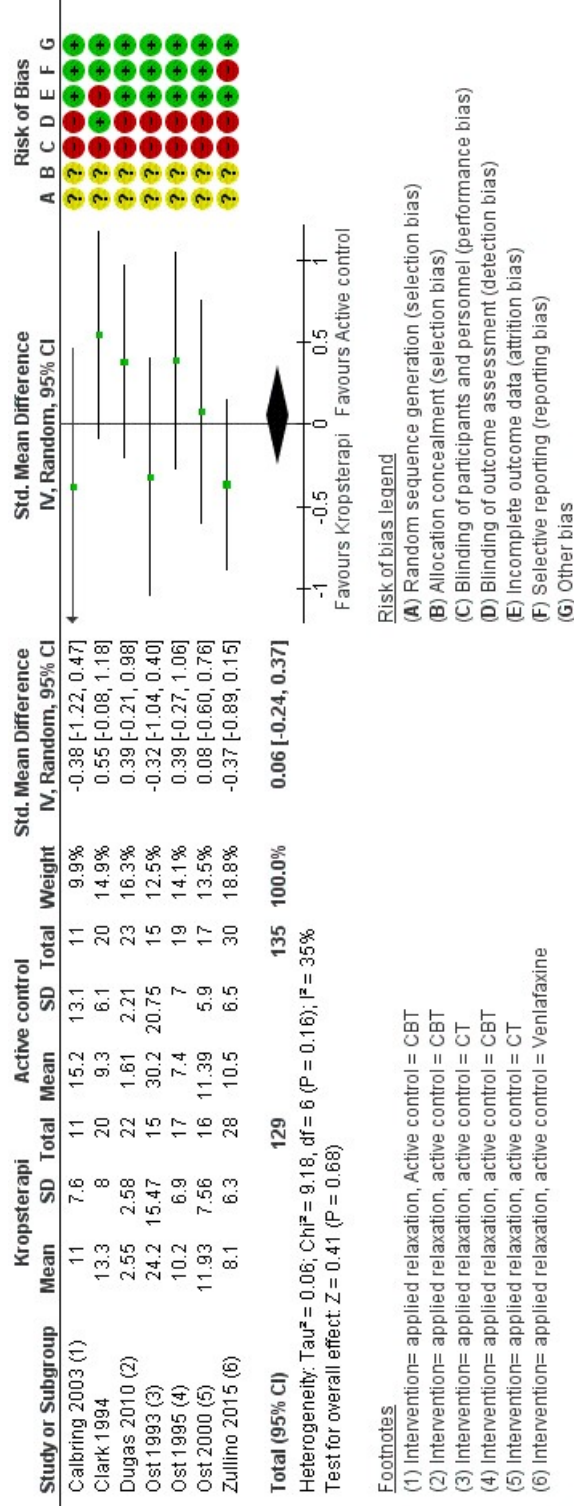 Kropsterapi Active control Std. Mean Difference Std. Mean Difference Risk of Bias
Study or Subgroup Mean SD Total Mean SD Total Weight IV, Random, 95% CI IV, Random, 95% CI A B C D E F G
Calbring 2003 (1) 11 7.6 11 15.2 13.1 11 9.9% -0.38 [-1.22, 0.47] ? ? - - + + +
Clark 1994 13.3 8 20 9.3 6.1 20 14.9% 0.55 [-0.08, 1.18] ? ? - + - + +
Dugas 2010 (2) 2.55 2.58 22 1.61 2.21 23 16.3% 0.39 [-0.21, 0.98] ? ? - - + + +
Ost 1993 (3) 24.2 15.47 15 30.2 20.75 15 12.5% -0.32 [-1.04, 0.40] ? ? - - + + +
Ost 1995 (4) 10.2 6.9 17 7.4 7 19 14.1% 0.39 [-0.27, 1.06] ? ? - - + + +
Ost 2000 (5) 11.93 7.56 16 11.39 5.9 17 13.5% 0.08 [-0.60, 0.76] ? ? - - + + +
Zullino 2015 (6) 8.1 6.3 28 10.5 6.5 30 18.8% -0.37 [-0.89, 0.15] ? ? - - + - +
Total (95% CI) 129 135 100.0% 0.06 [-0.24, 0.37]
Heterogeneity: Tau² = 0.06; Chi² = 9.18, df = 6 (P = 0.16); I² = 35%
Test for overall effect: Z = 0.41 (P = 0.68)
-1 -0.5 0 0.5 1
Favours Kropsterapi Favours Active control
Footnotes
(1) Intervention= applied relaxation, Active control = CBT
(2) Intervention= applied relaxation, active control = CBT
(3) Intervention= applied relaxation, active control = CT
(4) Intervention= applied relaxation, active control = CBT
(5) Intervention= applied relaxation, active control = CT
(6) Intervention= applied relaxation, active control = Venlafaxine
Risk of bias legend
(A) Random sequence generation (selection bias)
(B) Allocation concealment (selection bias)
(C) Blinding of participants and personnel (performance bias)
(D) Blinding of outcome assessment (detection bias)
(E) Incomplete outcome data (attrition bias)
(F) Selective reporting (reporting bias)
(G) Other bias